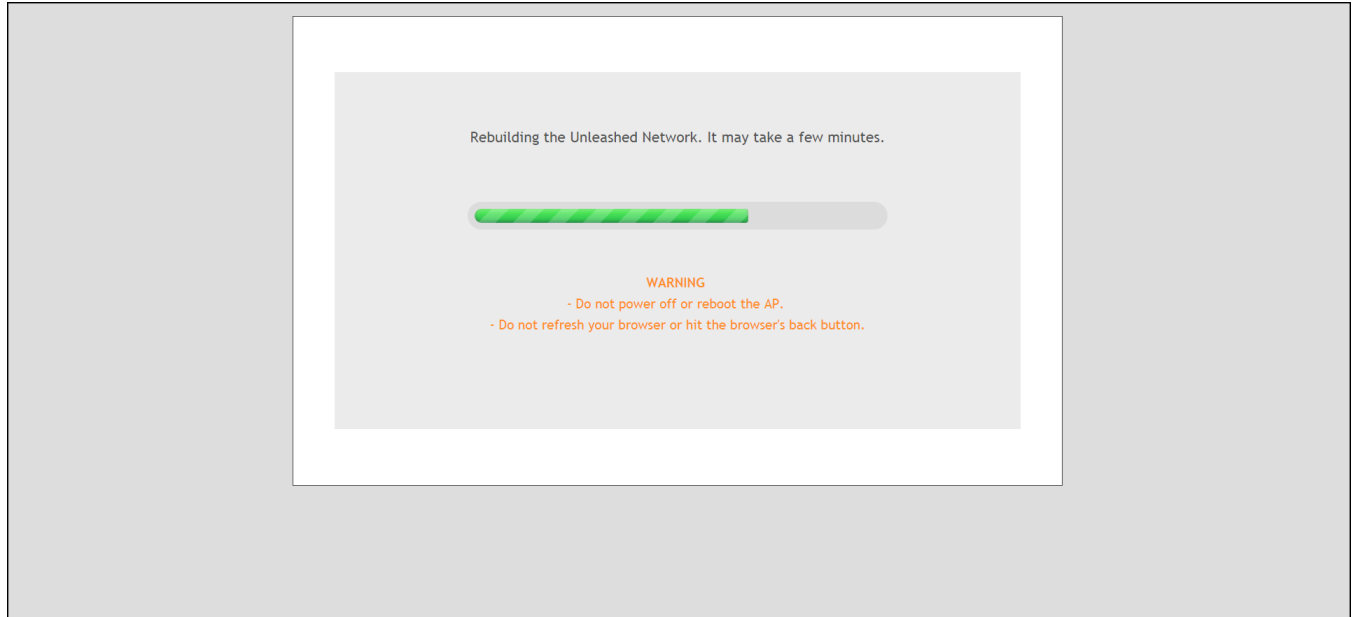 Rebuilding the Unleashed Network. It may take a few minutes.
WARNING
- Do not power off or reboot the AP.
- Do not refresh your browser or hit the browser's back button.